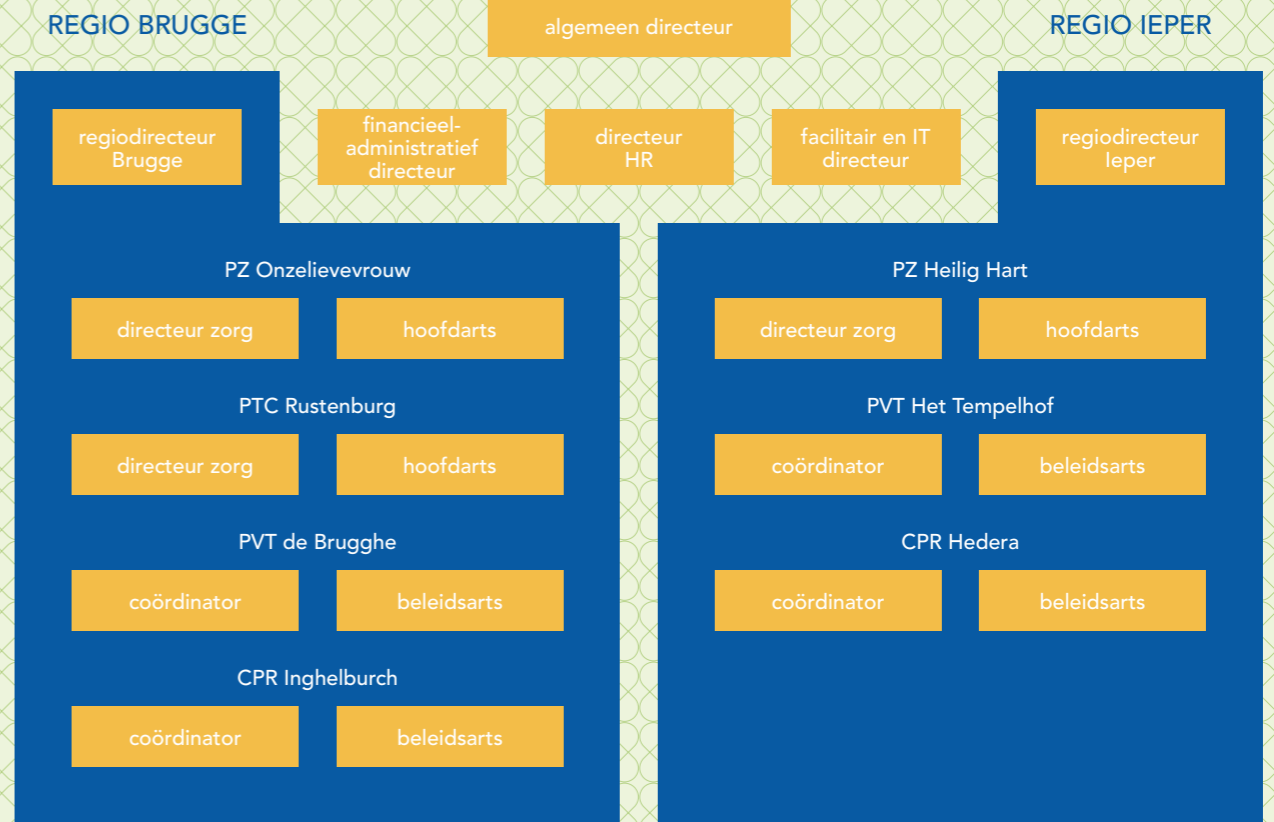 REGIO BRUGGE
algemeen directeur
REGIO IEPER
regiodirecteur
Brugge
financieel-
administratief
directeur
directeur
HR
facilitair en IT
directeur
regiodirecteur
Ieper
PZ Onzelievevrouw
directeur zorg
hoofdarts
PTC Rustenburg
directeur zorg
hoofdarts
PVT de Brugghe
coördinator
beleidsarts
CPR Inghelburch
coördinator
beleidsarts
PZ Heilig Hart
directeur zorg
hoofdarts
PVT Het Tempelhof
coördinator
beleidsarts
CPR Hedera
coördinator
beleidsarts